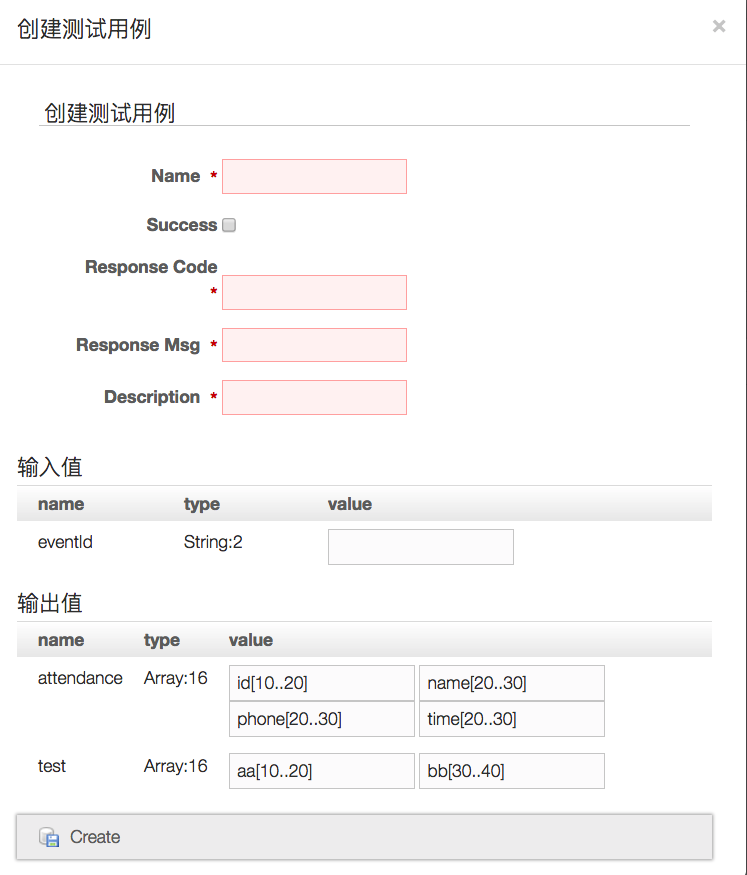 创建测试用例
×
创建测试用例
Name *
Success
Response Code
*
Response Msg *
Description *
输入值
name type value
eventId String:2
输出值
name type value
attendance Array:16 id[10..20] name[20..30]
phone[20..30] time[20..30]
test Array:16 aa[10..20] bb[30..40]
Create